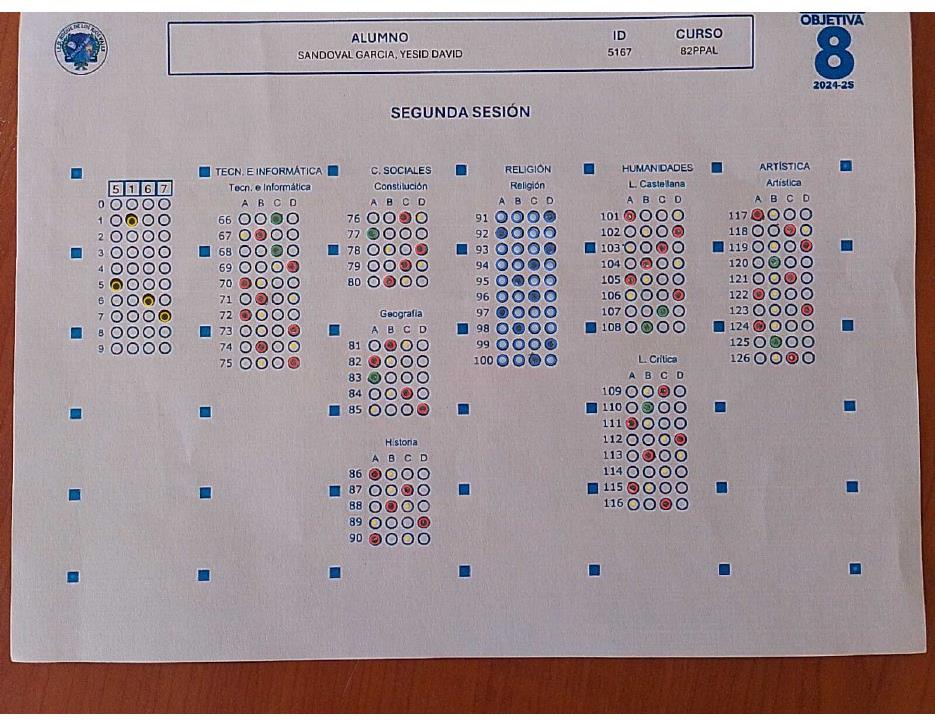 ALUMNO
SANDOVAL GARCIA, YESID DAVID
ID
5167
CURSO
82PPAL
OBJETIVA
8
2024-2S
SEGUNDA SESIÓN
5 1 6 7
0
1
2
3
4
5
6
7
8
9
TECN. E INFORMÁTICA
Tecn. e Informática
A B C D
66
67
68
69
70
71
72
73
74
75
C. SOCIALES
Constitución
A B C D
76
77
78
79
80
Geografía
A B C D
81
82
83
84
85
Historia
A B C D
86
87
88
89
90
RELIGIÓN
Religión
A B C D
91
92
93
94
95
96
97
98
99
100
HUMANIDADES
L. Castellana
A B C D
101
102
103
104
105
106
107
108
L. Crítica
A B C D
109
110
111
112
113
114
115
116
ARTÍSTICA
Artística
A B C D
117
118
119
120
121
122
123
124
125
126